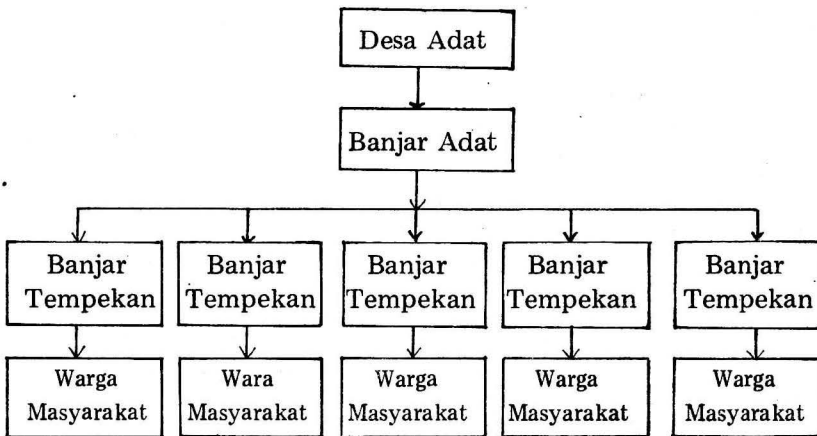 Desa Adat
Banjar Adat
Banjar
Tempekan
Banjar
Tempekan
Banjar
Tempekan
Banjar
Tempekan
Banjar
Tempekan
Warga
Masyarakat
Wara
Masyarakat
Warga
Masyarakat
Warga
Masyarakat
Warga
Masyarakat